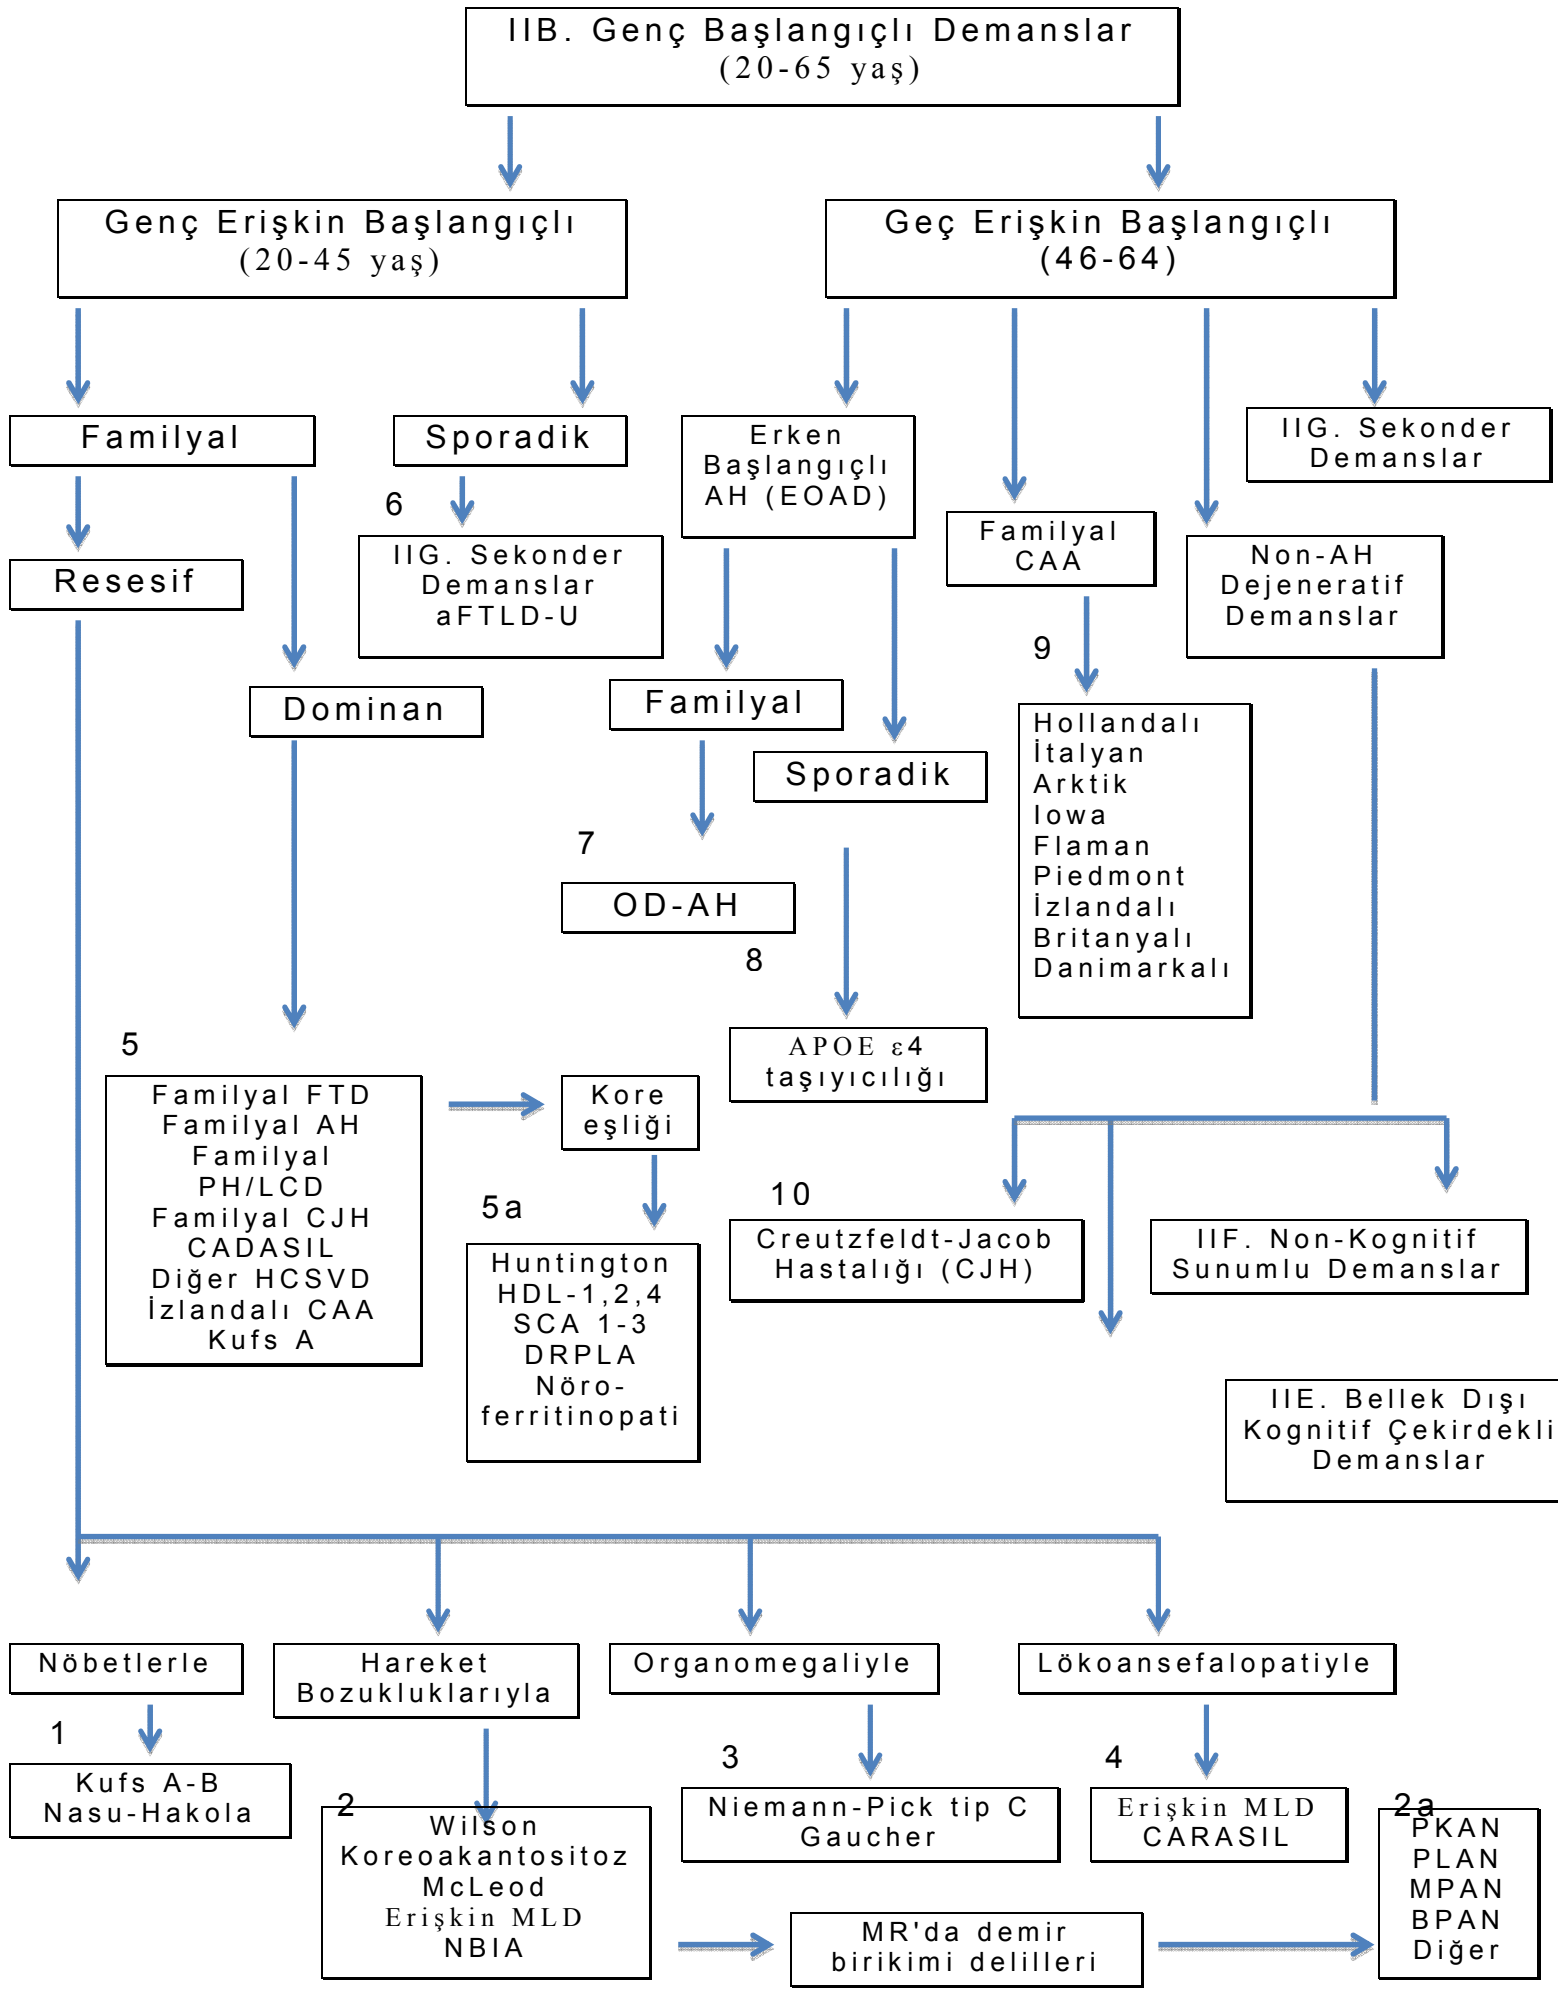 IIB. Genç Başlangıçlı Demanslar
(20-65 yaş)
Genç Erişkin Başlangıçlı
(20-45 yaş)
Geç Erişkin Başlangıçlı
(46-64)
Familyal
Sporadik
Erken
Başlangıçlı
AH (EOAD)
IIG. Sekonder
Demanslar
6
IIG. Sekonder
Demanslar
aFTLD-U
Familyal
CAA
Non-AH
Dejeneratif
Demanslar
Resesif
Dominan
Familyal
Sporadik
9
Hollandalı
İtalyan
Arktik
Iowa
Flaman
Piedmont
İzlandalı
Britanyalı
Danimarkalı
7
OD-AH
8
APOE ε4
taşıyıcılığı
5
Familyal FTD
Familyal AH
Familyal
PH/LCD
Familyal CJH
CADASIL
Diğer HCSVD
İzlandalı CAA
Kufs A
Kore
eşliği
5a
Huntington
HDL-1,2,4
SCA 1-3
DRPLA
Nöro-
ferritinopati
10
Creutzfeldt-Jacob
Hastalığı (CJH)
IIF. Non-Kognitif
Sunumlu Demanslar
IIE. Bellek Dışı
Kognitif Çekirdekli
Demanslar
Nöbetlerle
Hareket
Bozukluklarıyla
Organomegaliyle
Lökoansefalopatiyle
1
Kufs A-B
Nasu-Hakola
2
Wilson
Koreoakantositoz
McLeod
Erişkin MLD
NBIA
3
Niemann-Pick tip C
Gaucher
4
Erişkin MLD
CARASIL
2a
PKAN
PLAN
MPAN
BPAN
Diğer
MR'da demir
birikimi delilleri